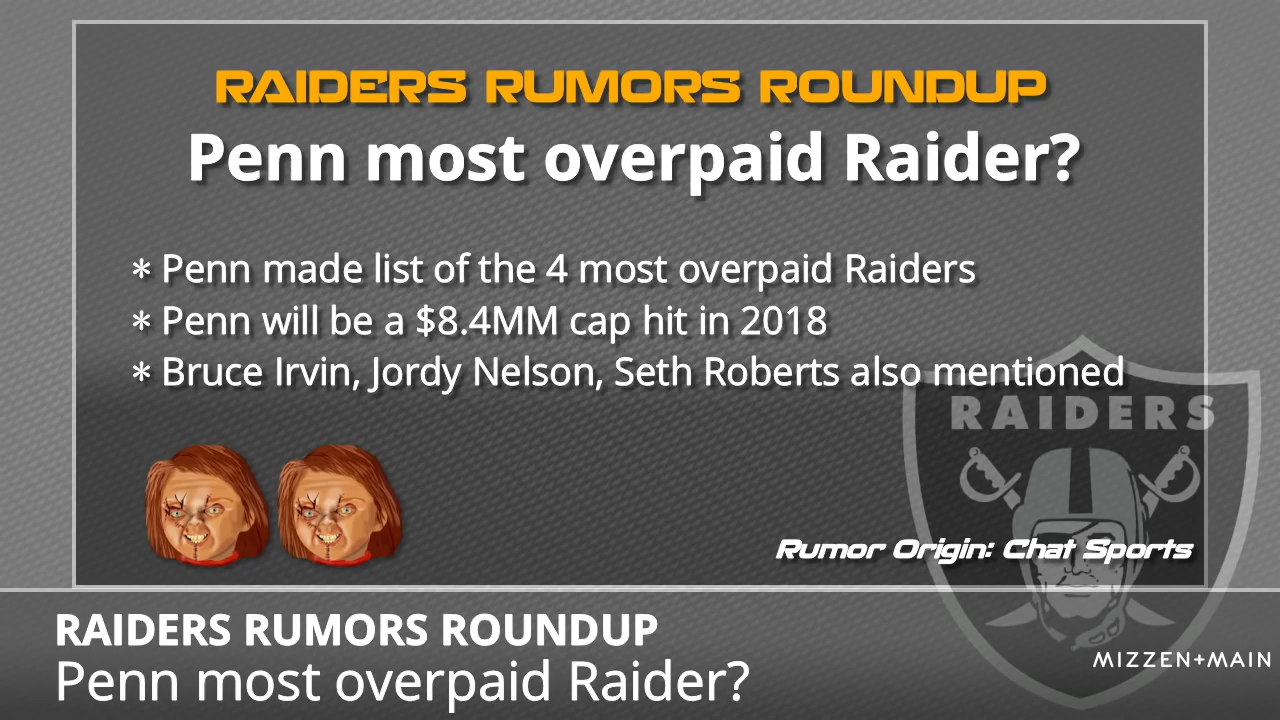 RAIDERS RUMORS ROUNDUP
Penn most overpaid Raider?
* Penn made list of the 4 most overpaid Raiders
* Penn will be a $8.4MM cap hit in 2018
* Bruce Irvin, Jordy Nelson, Seth Roberts also mentioned
RAIDERS
Rumor Origin: Chat Sports
RAIDERS RUMORS ROUNDUP
Penn most overpaid Raider?
MIZZEN+MAIN